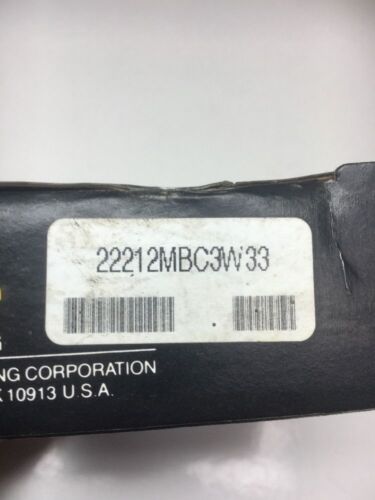 22212MBC3W33
G
NG CORPORATION
K 10913 U.S.A.